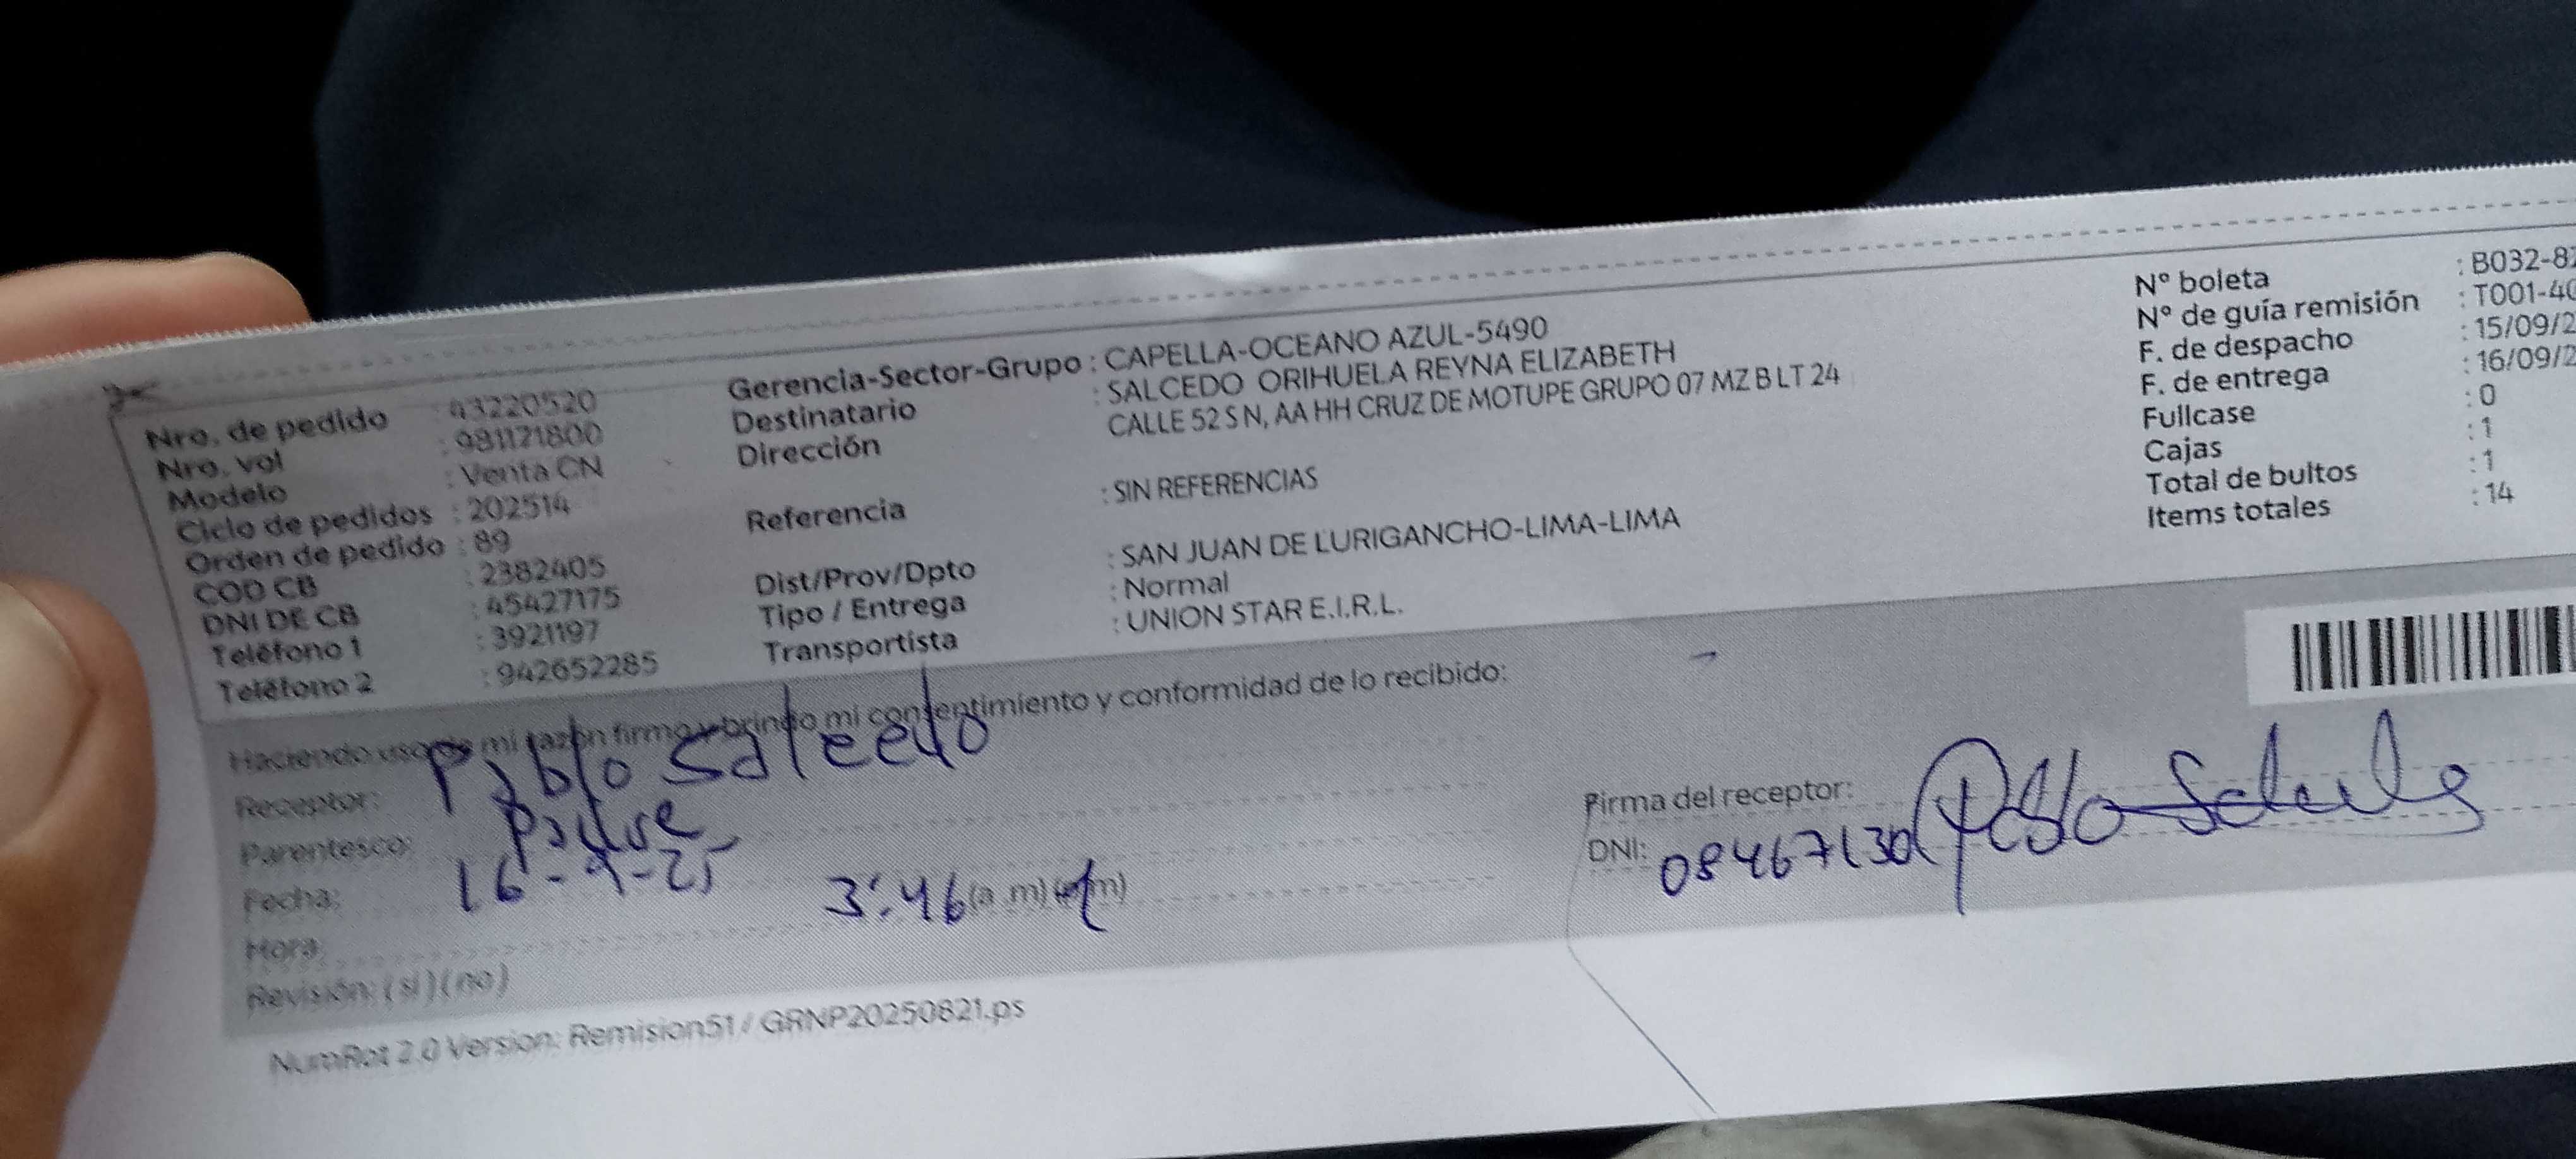 Nro. de pedido : 43220520
Nro. vol : 981171800
Modelo : Venta CN
Ciclo de pedidos : 202514
Orden de pedido : 89
COD CB : 2382405
DNI DE CB : 45427175
Teléfono 1 : 3921197
Teléfono 2 : 942652285
Gerencia-Sector-Grupo : CAPELLA-OCEANO AZUL-5490
Destinatario : SALCEDO ORIHUELA REYNA ELIZABETH
Dirección CALLE 52 S N, AA HH CRUZ DE MOTUPE GRUPO 07 MZ B LT 24
Referencia : SIN REFERENCIAS
Dist/Prov/Dpto : SAN JUAN DE LURIGANCHO-LIMA-LIMA
Tipo / Entrega : Normal
Transportista : UNION STAR E.I.R.L.
N° boleta : B032-8
N° de guía remisión : T001-40
F. de despacho : 15/09/2
F. de entrega : 16/09/2
Fullcase : 0
Cajas : 1
Total de bultos : 1
Items totales : 14
Haciendo uso de mi razón firmo y brindo mi consentimiento y conformidad de lo recibido:
Receptor: Pablo Salcedo
Parentesco: Padre
Fecha: 16-9-25
Hora: 3:46 (a.m) (p.m)
Revisión: (si) (no)
Firma del receptor: Pablo Salcedo
DNI: 08467130
NumRot 2.0 Version: Remision51 / GRNP20250821.ps